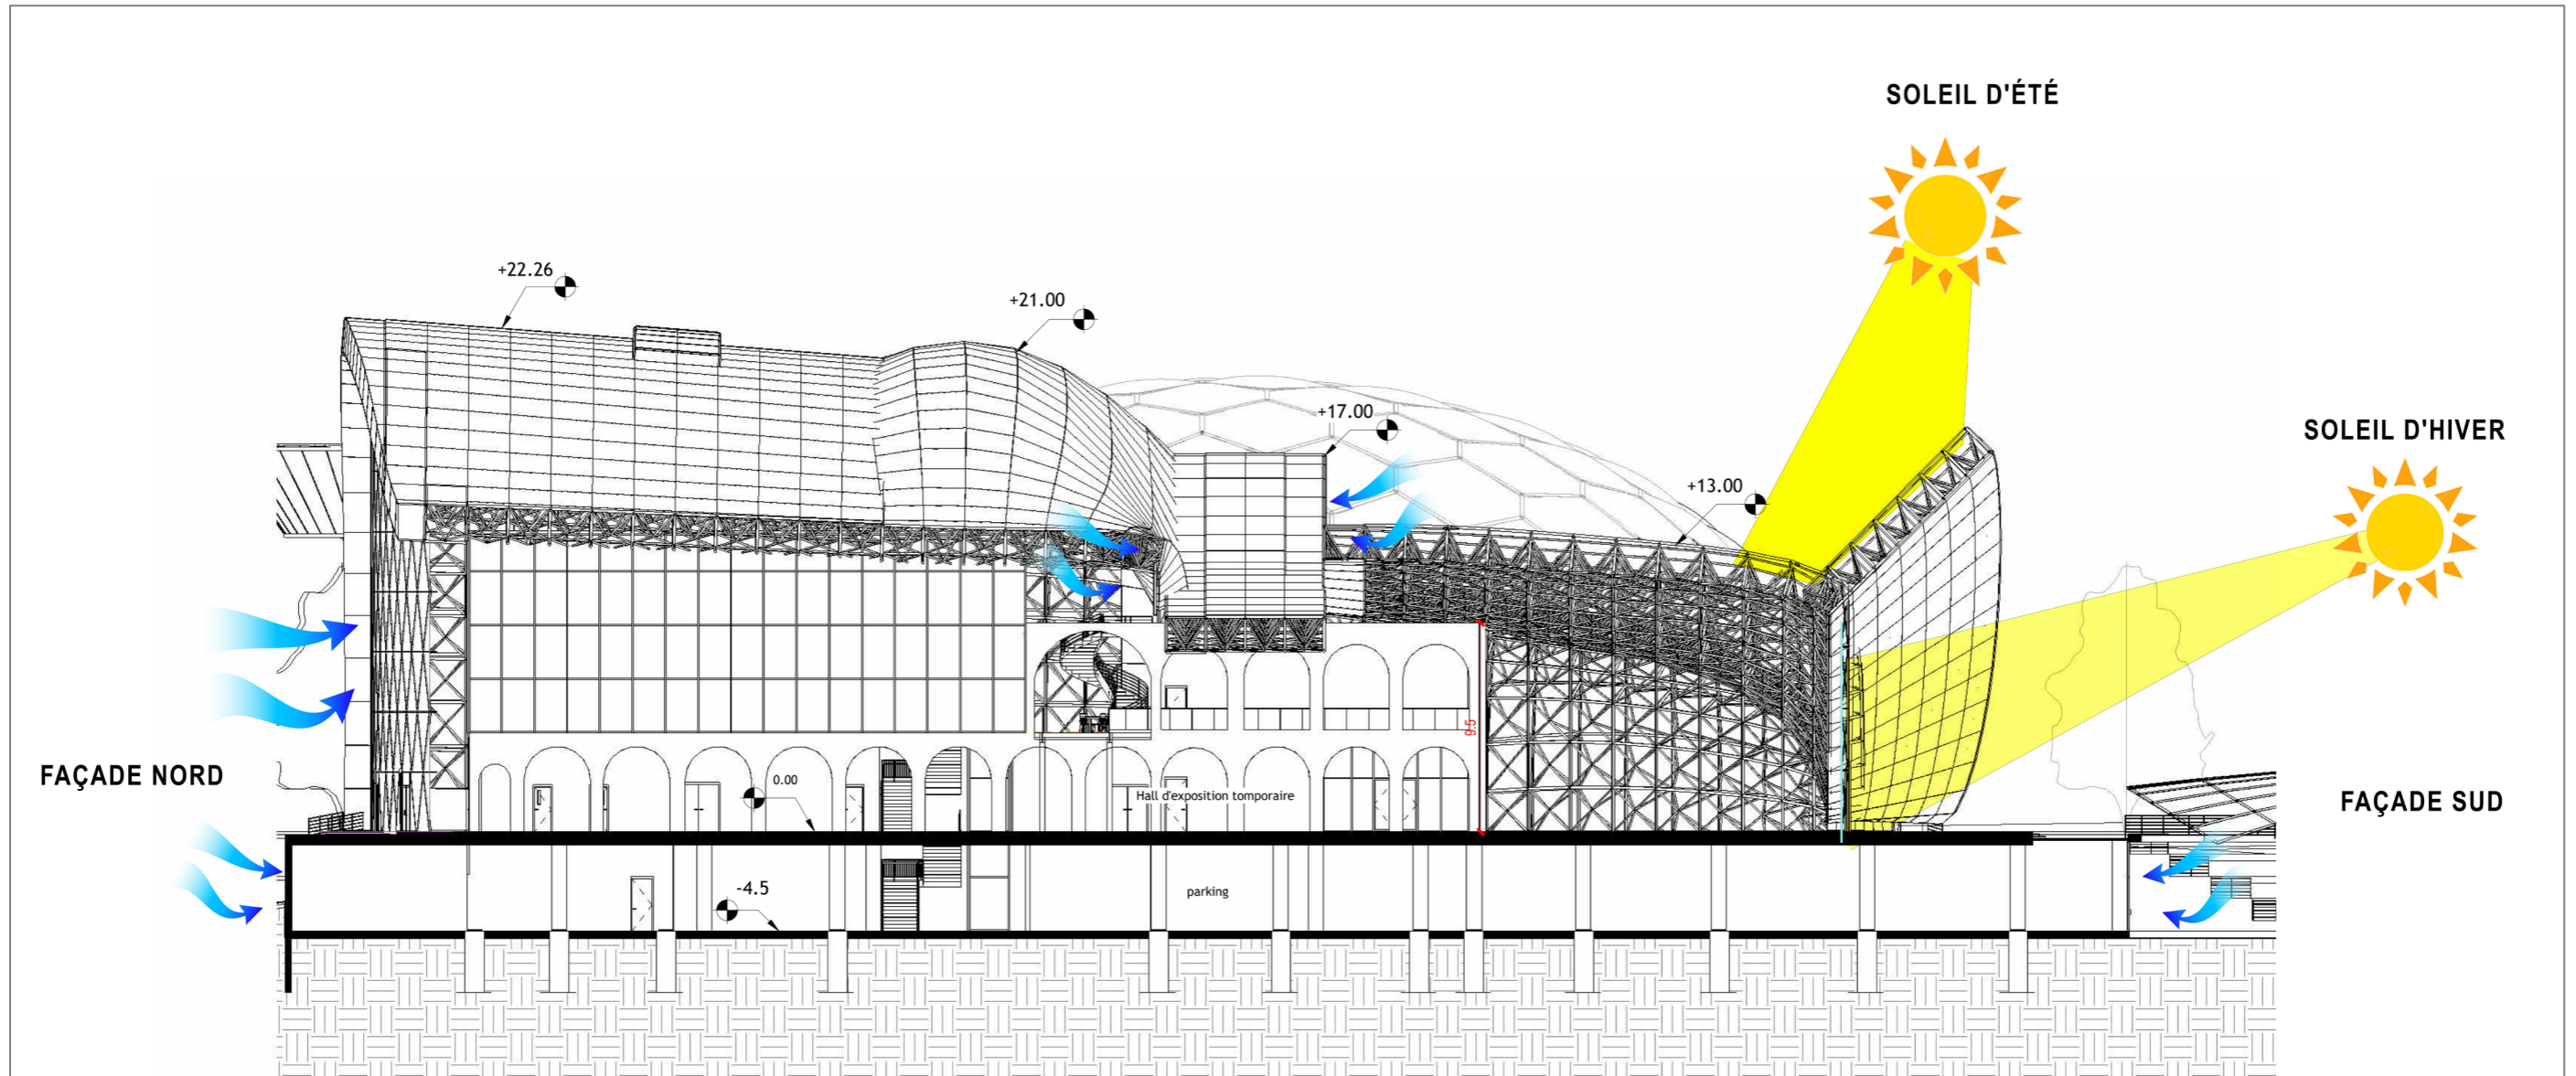 SOLEIL D'ÉTÉ
+22.26
+21.00
+17.00
SOLEIL D'HIVER
+13.00
9.5
FAÇADE NORD
0.00
Hall d'exposition tomporaire
FAÇADE SUD
-4.5
parking